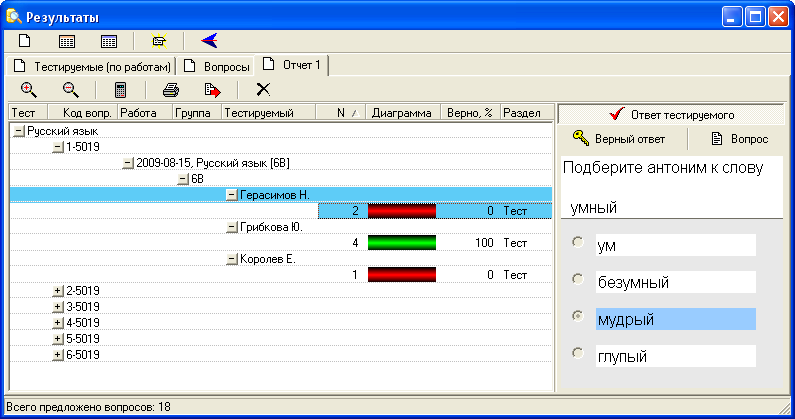 Результаты
Тестируемые (по работам) Вопросы Отчет 1
Тест Код вопр. Работа Группа Тестируемый N Диаграмма Верно, % Раздел
Русский язык
1-5019
2009-08-15, Русский язык [6В]
6В
Герасимов Н.
2 0 Тест
Грибкова Ю.
4 100 Тест
Королев Е.
1 0 Тест
2-5019
3-5019
4-5019
5-5019
6-5019
Ответ тестируемого
Верный ответ Вопрос
Подберите антоним к слову
умный
ум
безумный
мудрый
глупый
Всего предложено вопросов: 18